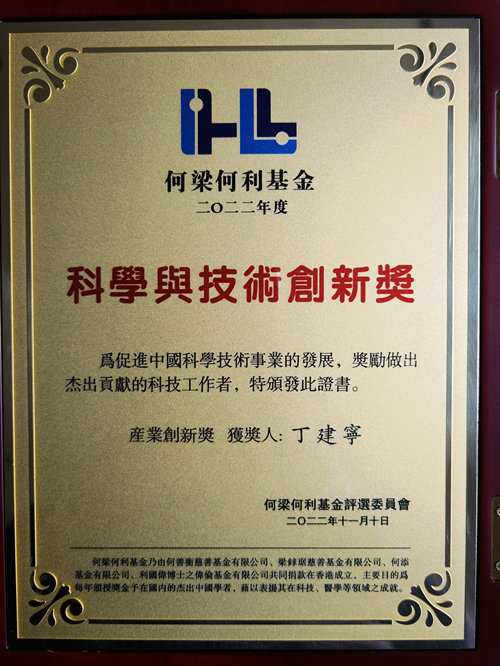 何梁何利基金
二〇二二年度
科學與技術創新獎
爲促進中國科學技術事業的發展，獎勵做出
杰出貢獻的科技工作者，特頒發此證書。
産業創新獎 獲獎人: 丁建寧
何梁何利基金評選委員會
二〇二二年十一月十日
何梁何利基金乃由何善衡慈善基金有限公司、梁銶琚慈善基金有限公司、何添
基金有限公司、利國偉博士之偉倫基金有限公司共同捐款在香港成立，主要目的爲
每年頒授獎金予在國内的杰出中國學者，藉以表揚其在科技、醫學等領域之成就。